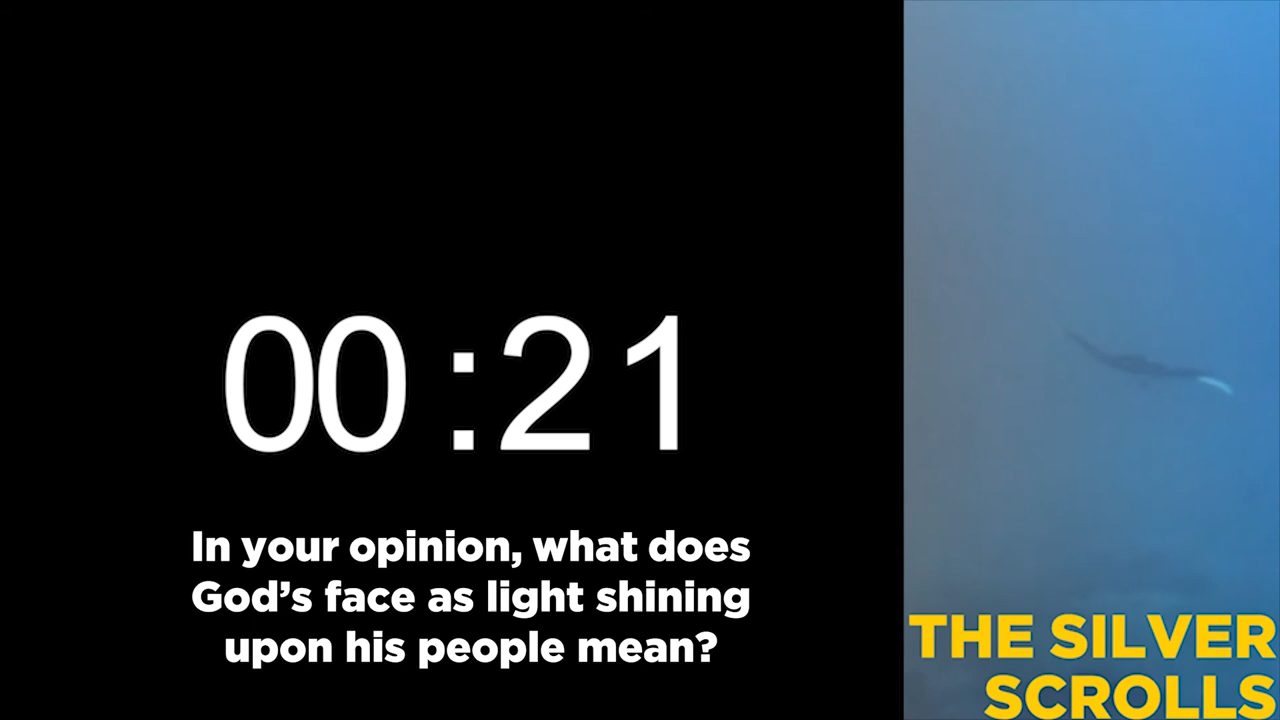 00:21
In your opinion, what does
God’s face as light shining
upon his people mean?
THE SILVER
SCROLLS